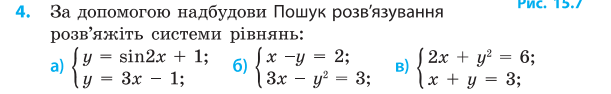 Рис. 15.7
4. За допомогою надбудови Пошук розв'язування
розв'яжіть системи рівнянь:
а) { y = sin2x + 1; б) { x –y = 2; в) { 2x + y² = 6;
y = 3x – 1; 3x – y² = 3; x + y = 3;